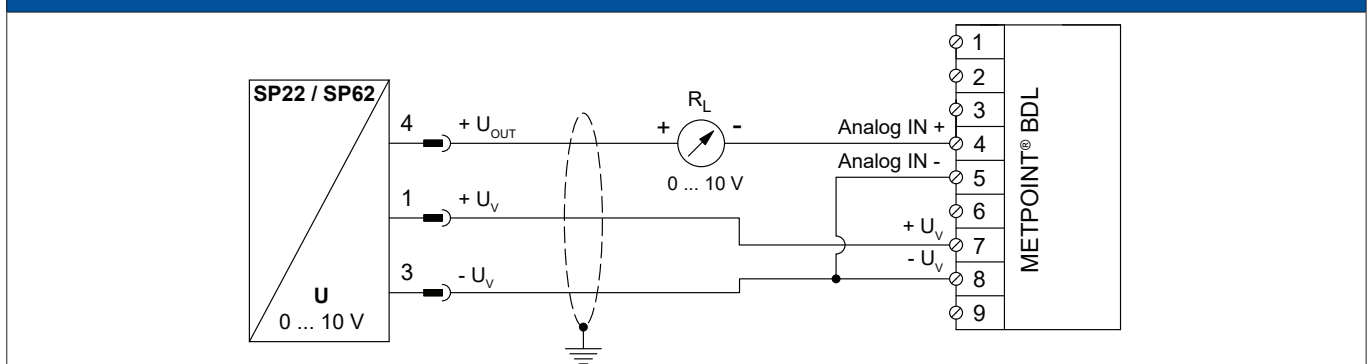 SP22 / SP62
4
+ U_OUT
1
+ U_V
3
- U_V
U
0 ... 10 V
R_L
+
-
0 ... 10 V
Analog IN +
Analog IN -
+ U_V
- U_V
1
2
3
4
5
6
7
8
9
METPOINT® BDL